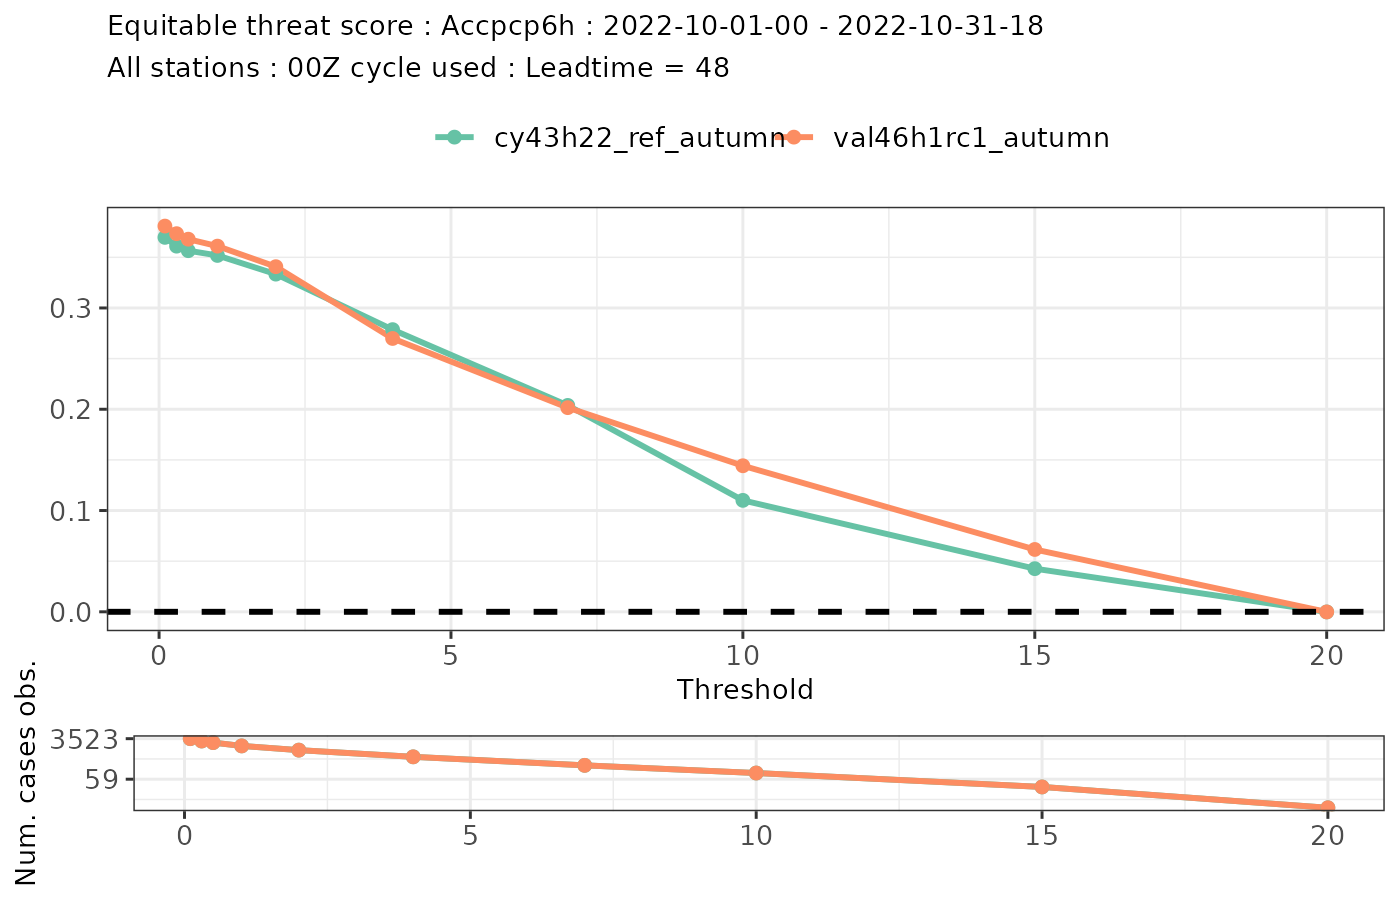 Equitable threat score : Accpcp6h : 2022-10-01-00 - 2022-10-31-18
All stations : 00Z cycle used : Leadtime = 48
cy43h22_ref_autumn val46h1rc1_autumn
0.3
0.2
0.1
0.0
0 5 10 15 20
Threshold
Num. cases obs.
3523
59
0 5 10 15 20